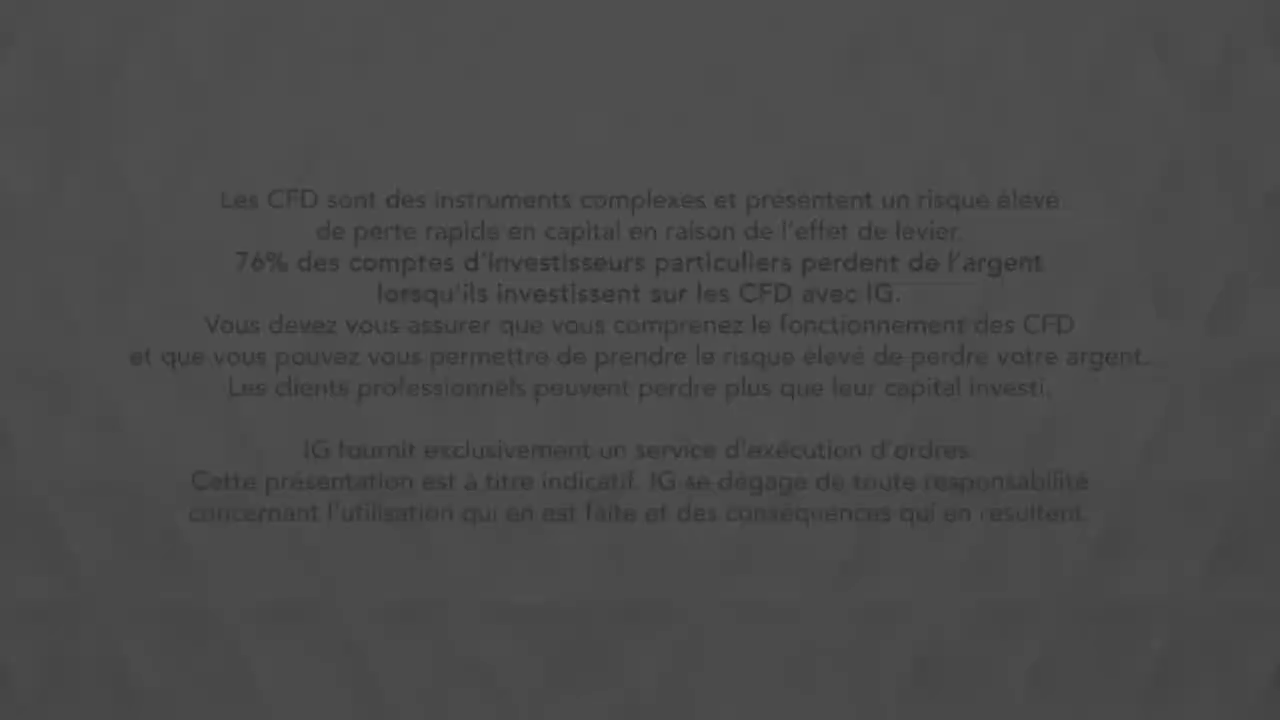 Les CFD sont des instruments complexes et présentent un risque élevé
de perte rapide en capital en raison de l'effet de levier.
76% des comptes d'investisseurs particuliers perdent de l'argent
lorsqu'ils investissent sur les CFD avec IG.
Vous devez vous assurer que vous comprenez le fonctionnement des CFD
et que vous pouvez vous permettre de prendre le risque élevé de perdre votre argent.
Les clients professionnels peuvent perdre plus que leur capital investi.
IG fournit exclusivement un service d'exécution d'ordres.
Cette présentation est à titre indicatif. IG se dégage de toute responsabilité
concernant l'utilisation qui en est faite et des conséquences qui en résultent.